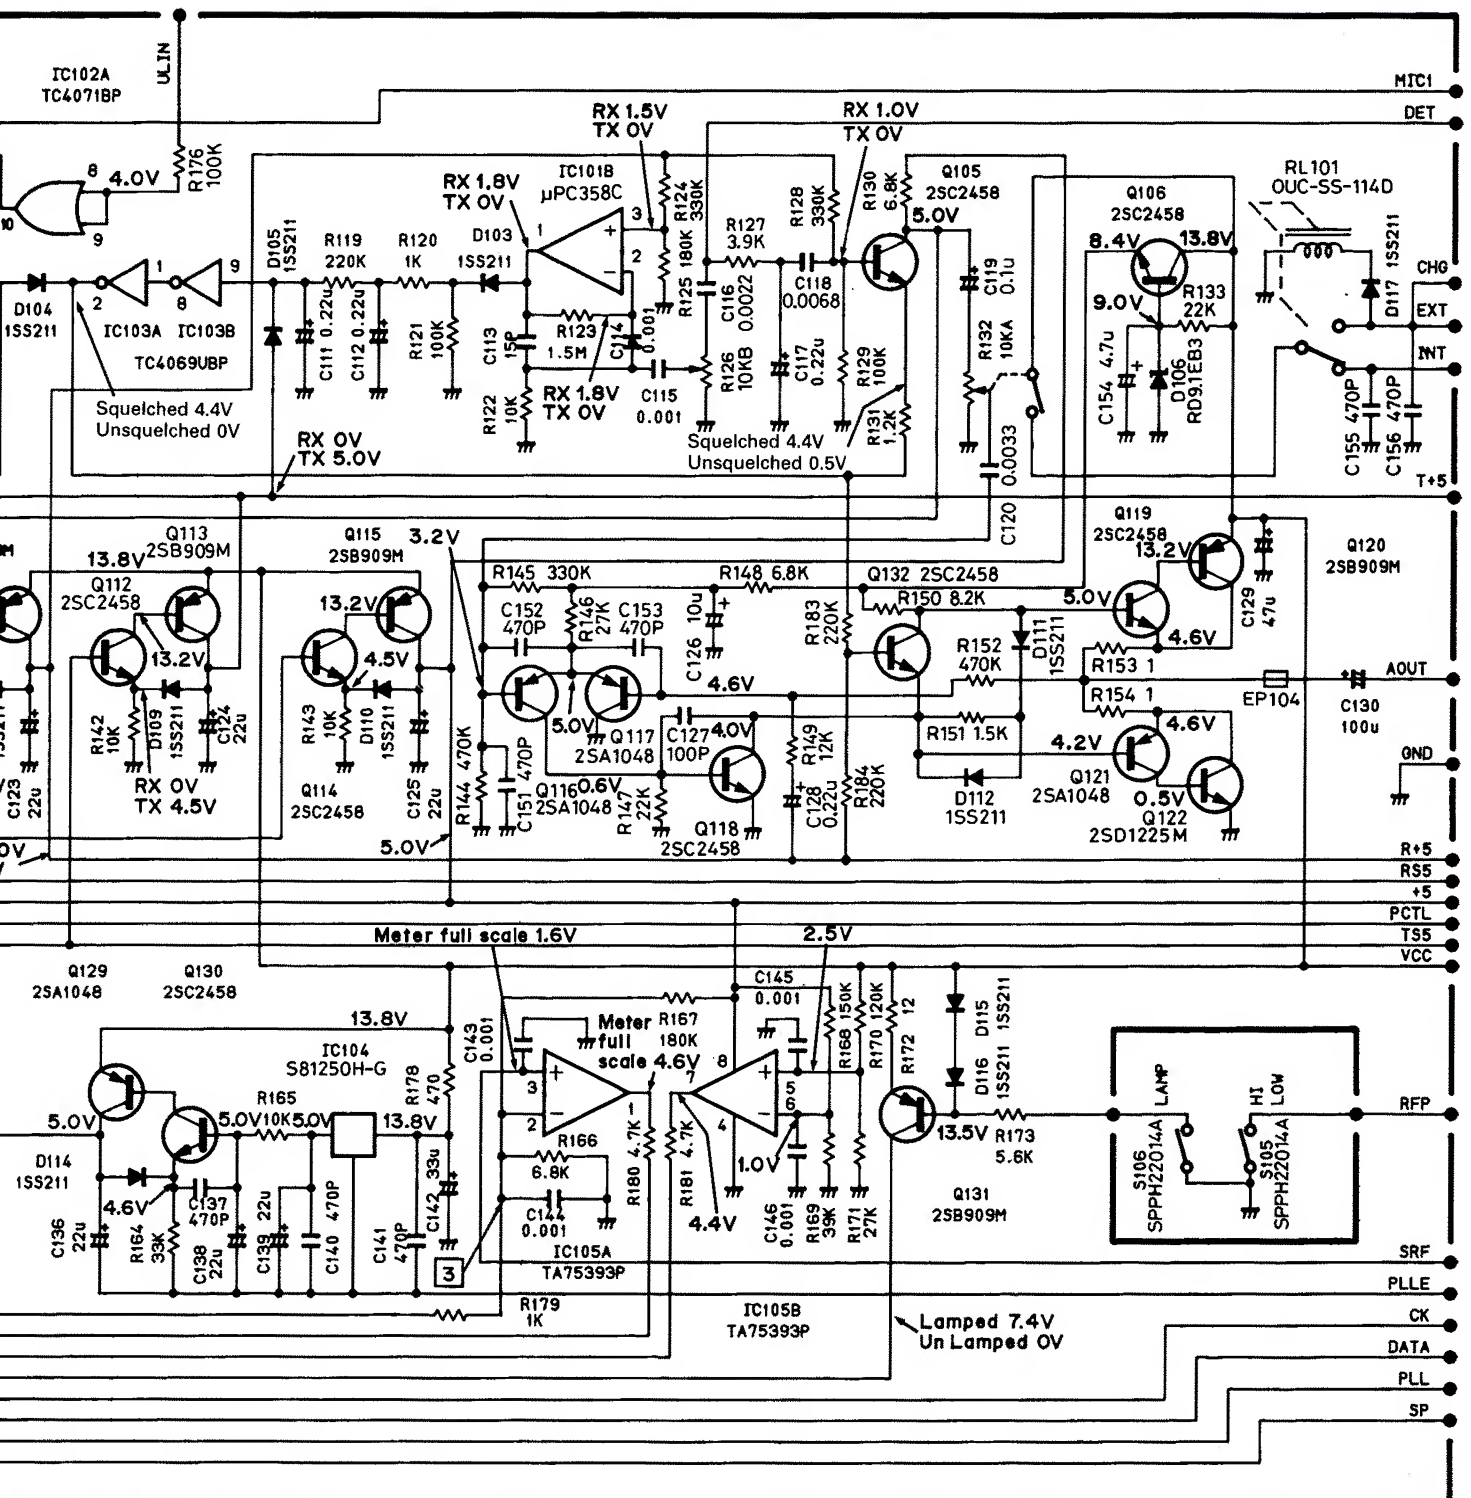 ULIN
IC102A
TC4071BP
MIC1
DET
R176
100K
8
4.0V
10
9
RX 1.5V
TX 0V
RX 1.0V
TX 0V
IC101B
µPC358C
RX 1.8V
TX 0V
R124
330K
R128
330K
R130
6.8K
Q105
2SC2458
5.0V
RL101
OUC-SS-114D
Q106
2SC2458
8.4V
13.8V
9.0V
D105
1SS211
R119
220K
R120
1K
D103
1SS211
1
3
2
R125 180K
R127
3.9K
C116
0.0022
C118
0.0068
C119
0.1u
R133
22K
D117 1SS211
CHG
EXT
INT
D104
1SS211
2
1
8
9
IC103A
IC103B
TC4069UBP
C111 0.22u
C112 0.22u
R121
100K
C113
15P
R123
1.5M
C114
0.001
R126
10KB
C117
0.22u
R129
100K
R132
10KA
C154 4.7u
D106
RD9.1EB3
C155 470P
C156 470P
Squelched 4.4V
Unsquelched 0V
R122
10K
RX 1.8V
TX 0V
C115
0.001
R131
1.2K
Squelched 4.4V
Unsquelched 0.5V
RX 0V
TX 5.0V
C120 0.0033
T+5
M
Q113
2SB909M
13.8V
Q112
2SC2458
13.2V
Q115
2SB909M
13.2V
3.2V
4.5V
R145 330K
R148 6.8K
Q132 2SC2458
R150 8.2K
Q119
2SC2458
13.2V
5.0V
4.6V
C129
47u
Q120
2SB909M
C152
470P
R146
27K
C153
470P
C126 10u
R183
220K
R152
470K
D111
1SS211
R153 1
R154 1
EP104
C130
100u
AOUT
1SS211
C123
22u
R142
10K
D109
1SS211
C124
22u
R143
10K
D110
1SS211
C125
22u
4.6V
5.0V
C127
100P
4.0V
R151 1.5K
4.2V
4.6V
RX 0V
TX 4.5V
Q114
2SC2458
R144 470K
C151 470P
Q117
2SA1048
Q116
2SA1048
0.6V
R147
22K
R149
12K
C128
0.22u
R184
220K
D112
1SS211
Q121
2SA1048
0.5V
Q122
2SD1225M
GND
Q118
2SC2458
0V
5.0V
R+5
RS5
+5
PCTL
TS5
VCC
Meter full scale 1.6V
2.5V
Q129
2SA1048
Q130
2SC2458
13.8V
IC104
S81250H-G
R178
470
C143
0.001
Meter
full
scale 4.6V
R167
180K
C145
0.001
R168 150K
R170 120K
R172 12
D115
1SS211
D116
1SS211
5.0V
R165
10K
5.0V
5.0V
13.8V
3
2
1
7
8
5
6
4
R166
6.8K
R180 4.7K
R181 4.7K
1.0V
13.5V
R173
5.6K
S106 LAMP
SPPH22014A
HI
LOW
S105
SPPH22014A
RFP
D114
1SS211
4.6V
C136
22u
R164
33K
C137
470P
C138
22u
C139 22u
C140 470P
C141
470P
C142 33u
C144
0.001
4.4V
C146
0.001
R169
39K
R171
27K
Q131
2SB909M
3
IC105A
TA75393P
SRF
PLLE
R179
1K
IC105B
TA75393P
Lamped 7.4V
Un Lamped 0V
CK
DATA
PLL
SP